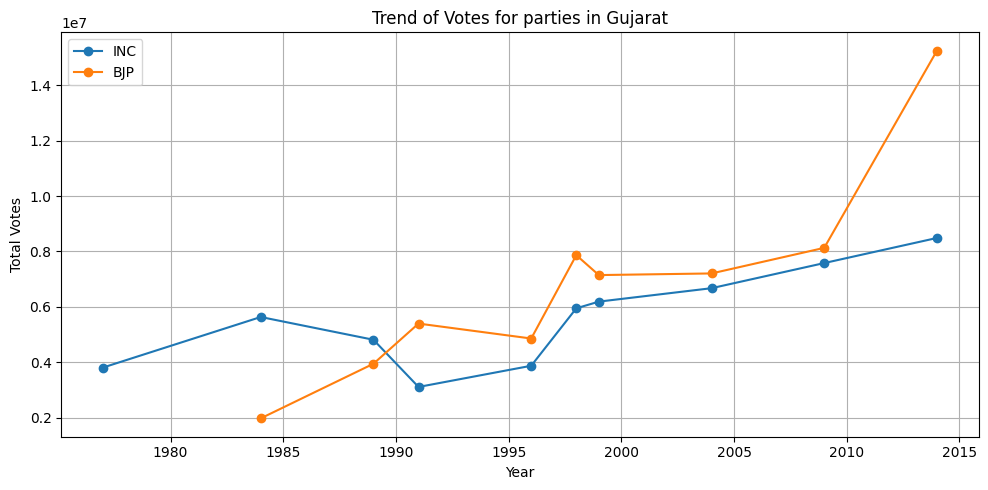 Trend of Votes for parties in Gujarat
1e7
INC
BJP
1.4
1.2
1.0
0.8
0.6
0.4
0.2
Total Votes
1980 1985 1990 1995 2000 2005 2010 2015
Year